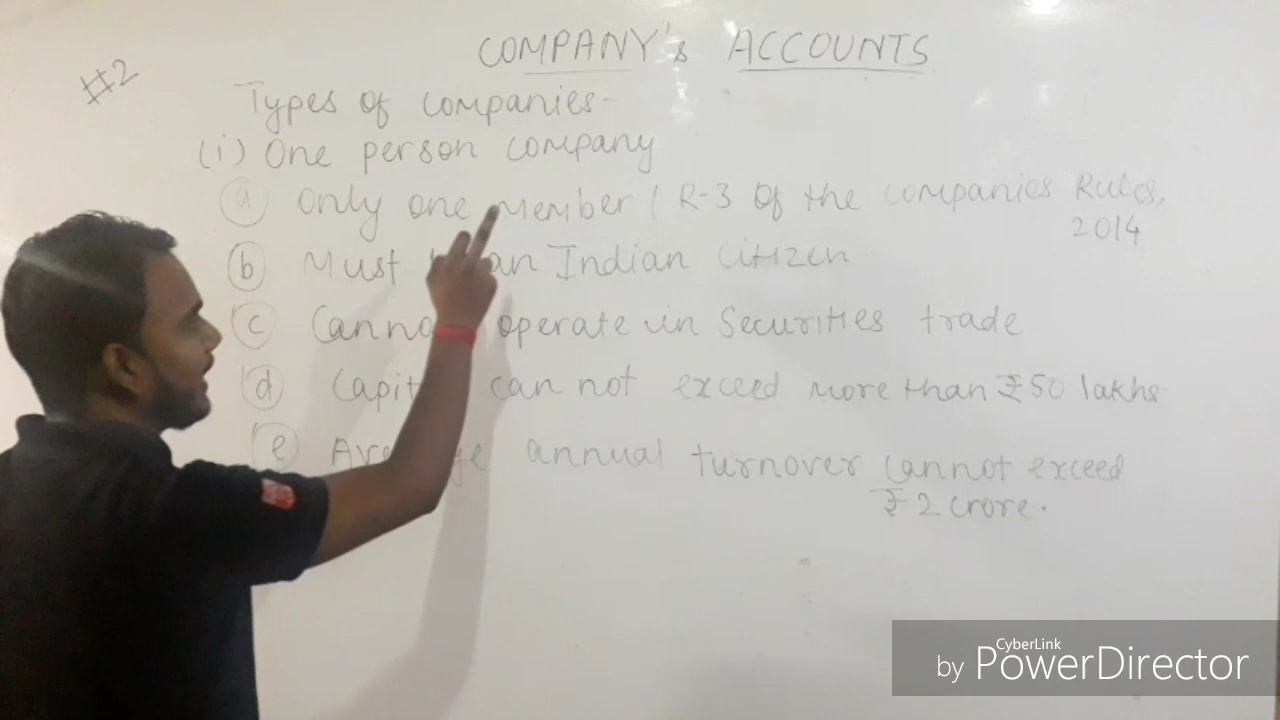 COMPANY's ACCOUNTS
#2
Types of companies-
(i) One person company
(a) Only one Member ( R-3 Of the companies Rules,
2014
(b) Must an Indian Citizen
(c) operate in Securities trade
(d) can not exceed more than ₹50 lakhs
(e) annual turnover cannot exceed
₹2 crore.
CyberLink
by PowerDirector